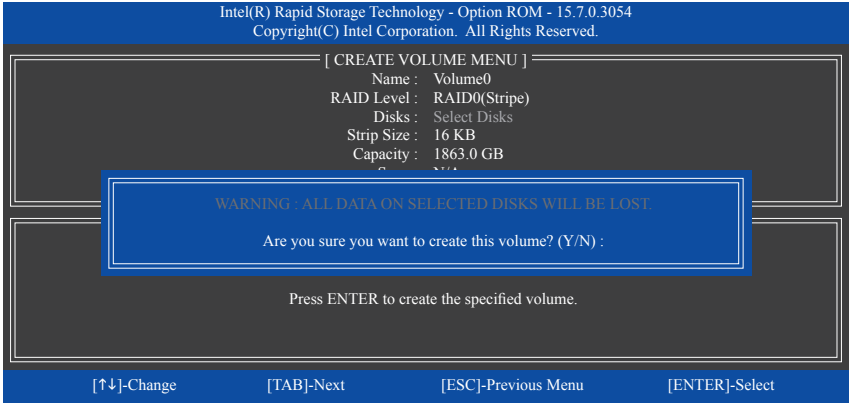 Intel(R) Rapid Storage Technology - Option ROM - 15.7.0.3054
Copyright(C) Intel Corporation. All Rights Reserved.
[ CREATE VOLUME MENU ]
Name : Volume0
RAID Level : RAID0(Stripe)
Disks : Select Disks
Strip Size : 16 KB
Capacity : 1863.0 GB
WARNING : ALL DATA ON SELECTED DISKS WILL BE LOST.
Are you sure you want to create this volume? (Y/N) :
Press ENTER to create the specified volume.
[↑↓]-Change [TAB]-Next [ESC]-Previous Menu [ENTER]-Select